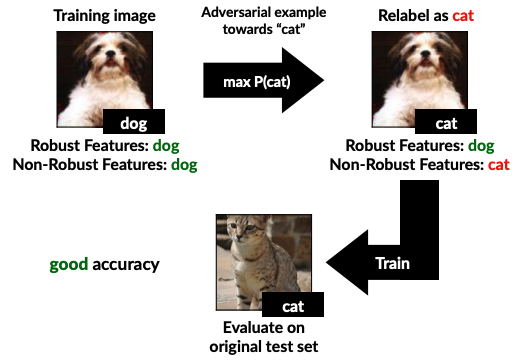 Training image
Adversarial example
towards "cat"
Relabel as cat
max P(cat)
dog
cat
Robust Features: dog
Non-Robust Features: dog
Robust Features: dog
Non-Robust Features: cat
good accuracy
Train
cat
Evaluate on
original test set